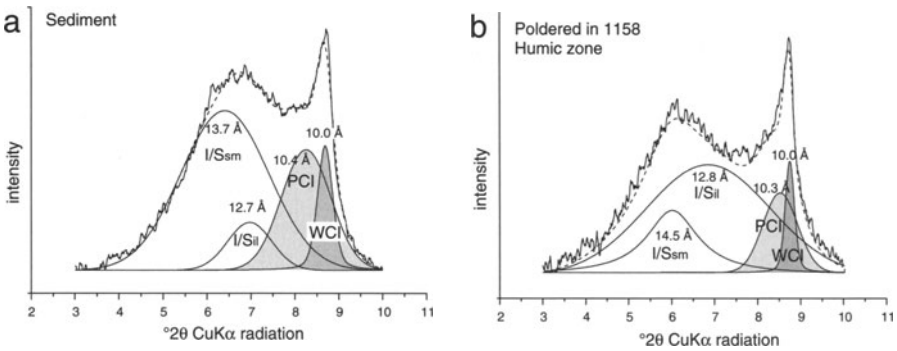 a
Sediment
13.7 Å
I/Ssm
12.7 Å
I/Sil
10.4 Å
PCI
10.0 Å
WCI
intensity
2 3 4 5 6 7 8 9 10 11
°2θ CuKα radiation
b
Poldered in 1158
Humic zone
12.8 Å
I/Sil
14.5 Å
I/Ssm
10.3 Å
PCI
10.0 Å
WCI
intensity
2 3 4 5 6 7 8 9 10 11
°2θ CuKα radiation